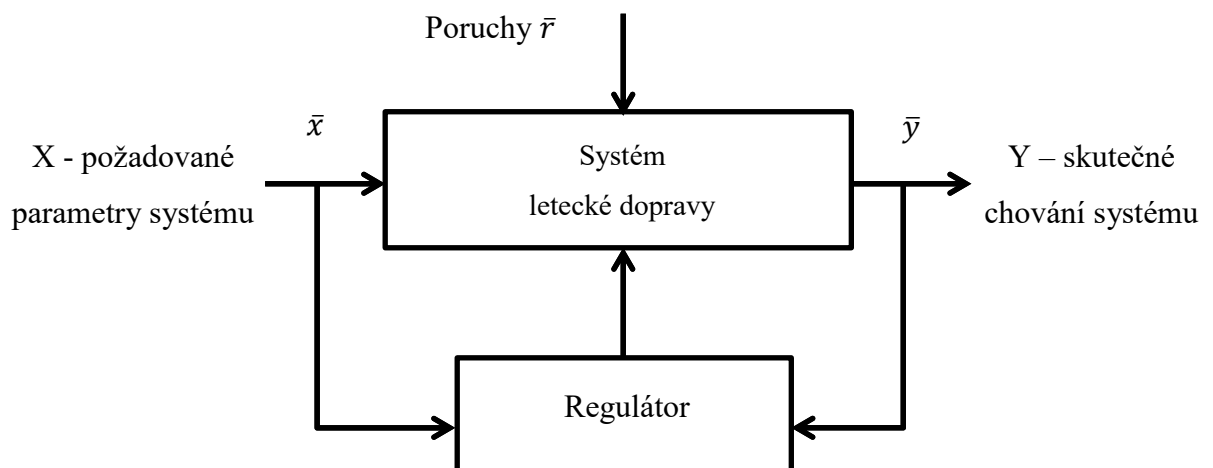 Poruchy r̄
x̄
ȳ
X - požadované
parametry systému
Systém
letecké dopravy
Y – skutečné
chování systému
Regulátor